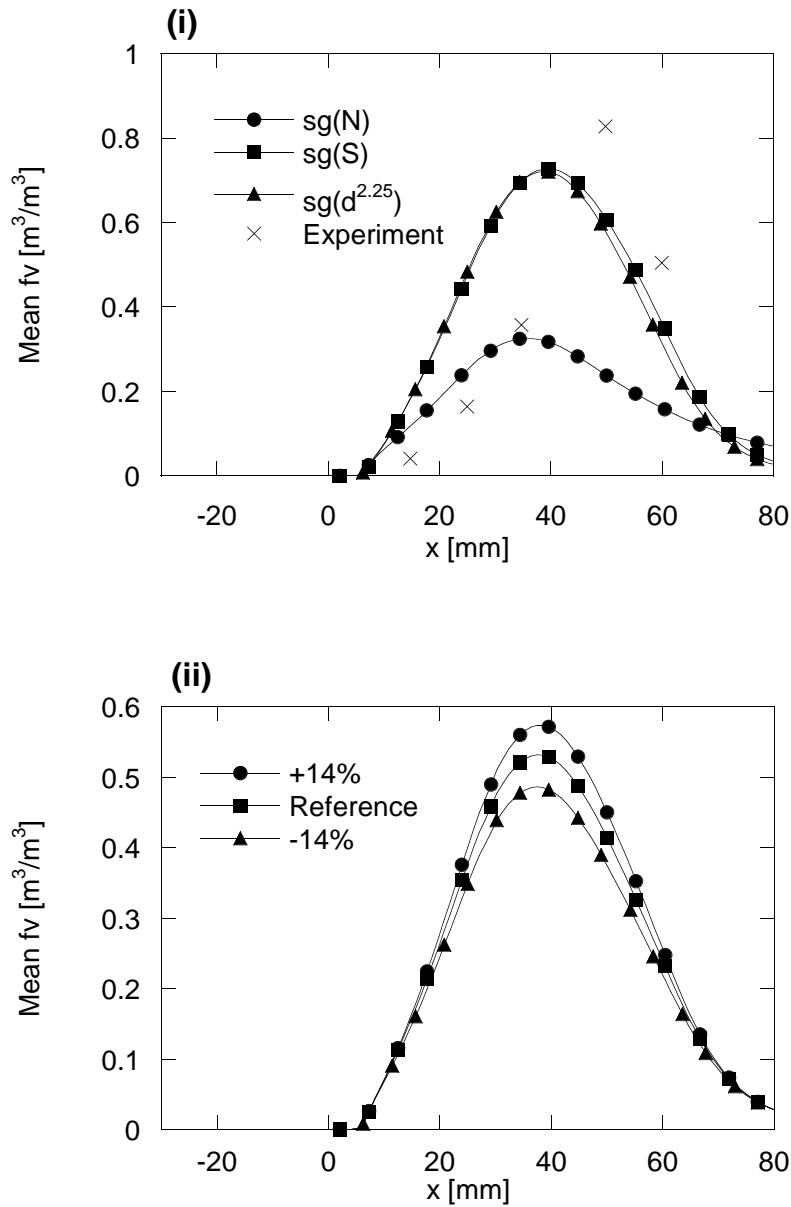 (i)
1
0.8
0.6
0.4
0.2
0
Mean fv [m³/m³]
sg(N)
sg(S)
sg(d^2.25)
Experiment
-20 0 20 40 60 80
x [mm]
(ii)
0.6
0.5
0.4
0.3
0.2
0.1
0
Mean fv [m³/m³]
+14%
Reference
-14%
-20 0 20 40 60 80
x [mm]